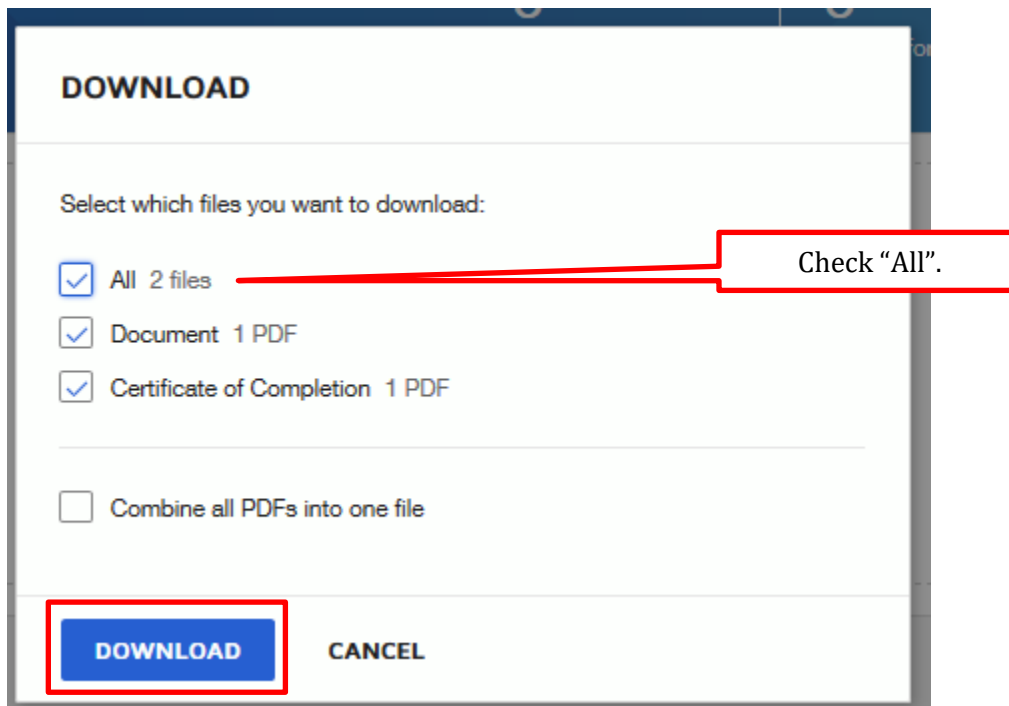 DOWNLOAD
Select which files you want to download:
All 2 files
Check “All”.
Document 1 PDF
Certificate of Completion 1 PDF
Combine all PDFs into one file
DOWNLOAD CANCEL